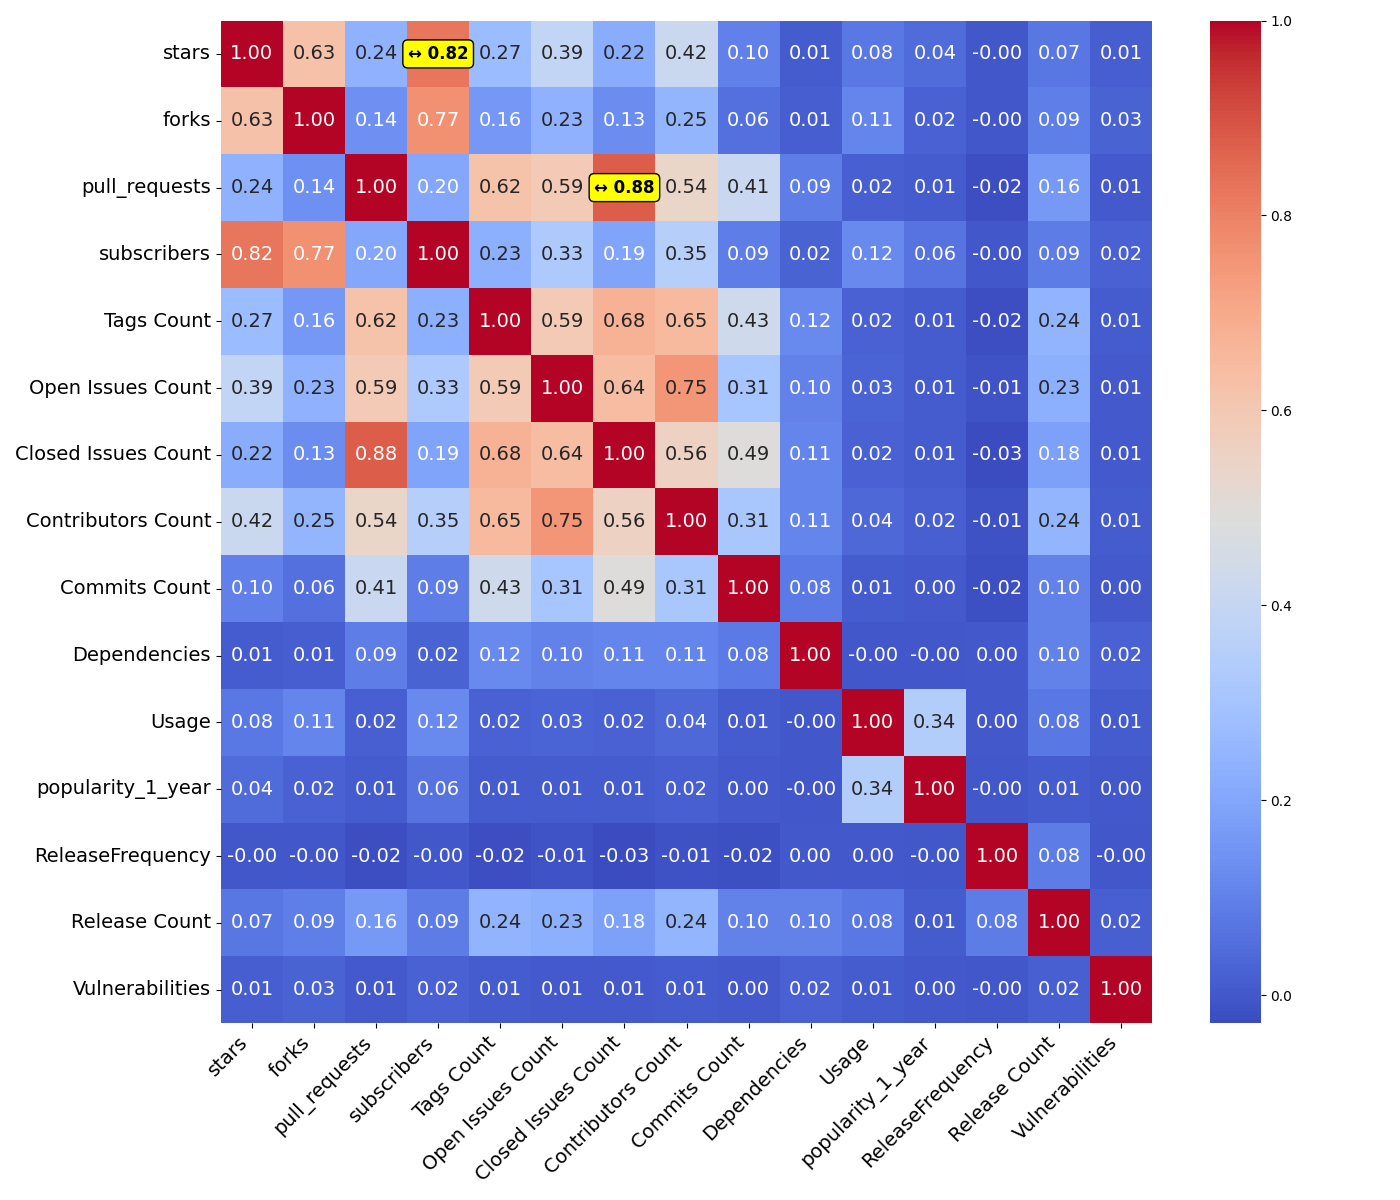 stars 1.00 0.63 0.24 ↔ 0.82 0.27 0.39 0.22 0.42 0.10 0.01 0.08 0.04 -0.00 0.07 0.01
forks 0.63 1.00 0.14 0.77 0.16 0.23 0.13 0.25 0.06 0.01 0.11 0.02 -0.00 0.09 0.03
pull_requests 0.24 0.14 1.00 0.20 0.62 0.59 ↔ 0.88 0.54 0.41 0.09 0.02 0.01 -0.02 0.16 0.01
subscribers 0.82 0.77 0.20 1.00 0.23 0.33 0.19 0.35 0.09 0.02 0.12 0.06 -0.00 0.09 0.02
Tags Count 0.27 0.16 0.62 0.23 1.00 0.59 0.68 0.65 0.43 0.12 0.02 0.01 -0.02 0.24 0.01
Open Issues Count 0.39 0.23 0.59 0.33 0.59 1.00 0.64 0.75 0.31 0.10 0.03 0.01 -0.01 0.23 0.01
Closed Issues Count 0.22 0.13 0.88 0.19 0.68 0.64 1.00 0.56 0.49 0.11 0.02 0.01 -0.03 0.18 0.01
Contributors Count 0.42 0.25 0.54 0.35 0.65 0.75 0.56 1.00 0.31 0.11 0.04 0.02 -0.01 0.24 0.01
Commits Count 0.10 0.06 0.41 0.09 0.43 0.31 0.49 0.31 1.00 0.08 0.01 0.00 -0.02 0.10 0.00
Dependencies 0.01 0.01 0.09 0.02 0.12 0.10 0.11 0.11 0.08 1.00 -0.00 -0.00 0.00 0.10 0.02
Usage 0.08 0.11 0.02 0.12 0.02 0.03 0.02 0.04 0.01 -0.00 1.00 0.34 0.00 0.08 0.01
popularity_1_year 0.04 0.02 0.01 0.06 0.01 0.01 0.01 0.02 0.00 -0.00 0.34 1.00 -0.00 0.01 0.00
ReleaseFrequency -0.00 -0.00 -0.02 -0.00 -0.02 -0.01 -0.03 -0.01 -0.02 0.00 0.00 -0.00 1.00 0.08 -0.00
Release Count 0.07 0.09 0.16 0.09 0.24 0.23 0.18 0.24 0.10 0.10 0.08 0.01 0.08 1.00 0.02
Vulnerabilities 0.01 0.03 0.01 0.02 0.01 0.01 0.01 0.01 0.00 0.02 0.01 0.00 -0.00 0.02 1.00
stars
forks
pull_requests
subscribers
Tags Count
Open Issues Count
Closed Issues Count
Contributors Count
Commits Count
Dependencies
Usage
popularity_1_year
ReleaseFrequency
Release Count
Vulnerabilities
1.0
0.8
0.6
0.4
0.2
0.0